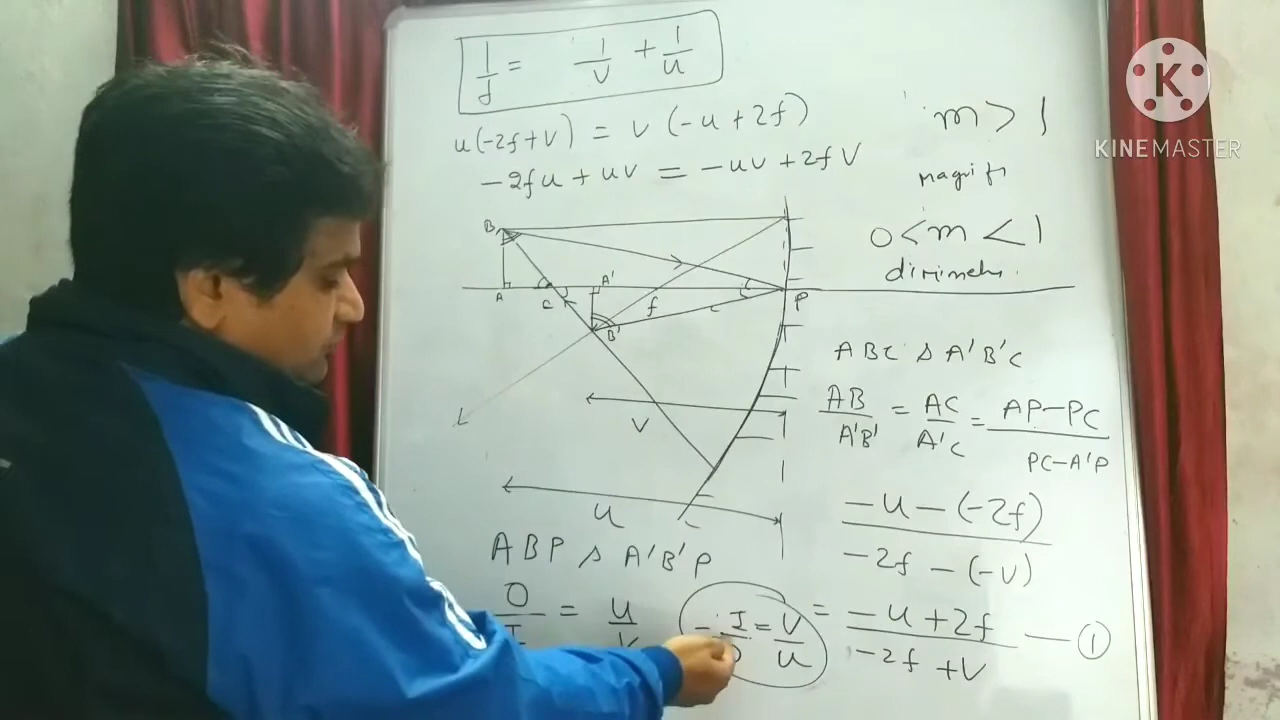 1/f = 1/v + 1/u
u(-2f+v) = v(-u+2f)
-2fu + uv = -uv + 2fv
m > 1
magnifi
0 < m < 1
K
KINEMASTER
B
A
C
A'
B'
f
P
L
v
u
ABC Δ A'B'C
AB/A'B' = AC/A'C = AP-PC/PC-A'P
-u-(-2f)/-2f-(-v)
= -u+2f/-2f+v — ①
ABP Δ A'B'P
O/I = u/v
-I/O = v/u